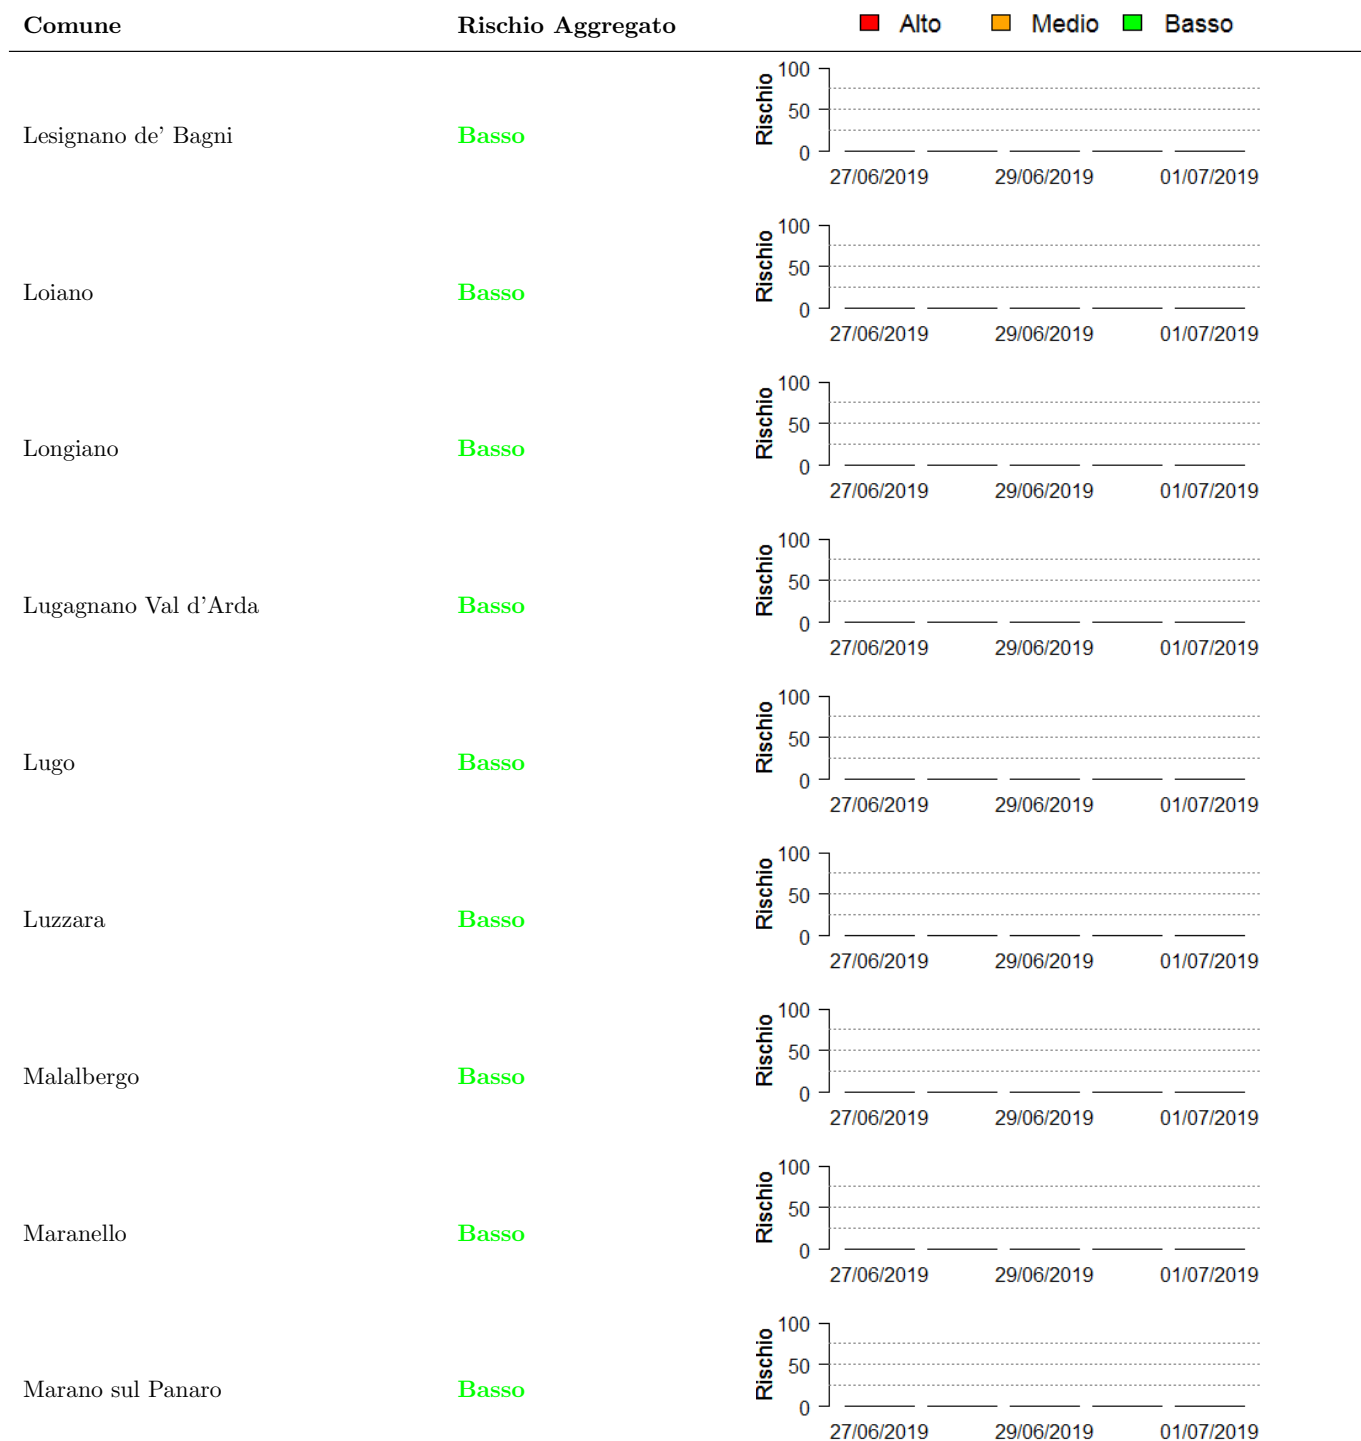 Comune Rischio Aggregato Alto Medio Basso
100
50
0
Rischio
Lesignano de' Bagni Basso
27/06/2019 29/06/2019 01/07/2019
100
50
0
Rischio
Loiano Basso
27/06/2019 29/06/2019 01/07/2019
100
50
0
Rischio
Longiano Basso
27/06/2019 29/06/2019 01/07/2019
100
50
0
Rischio
Lugagnano Val d'Arda Basso
27/06/2019 29/06/2019 01/07/2019
100
50
0
Rischio
Lugo Basso
27/06/2019 29/06/2019 01/07/2019
100
50
0
Rischio
Luzzara Basso
27/06/2019 29/06/2019 01/07/2019
100
50
0
Rischio
Malalbergo Basso
27/06/2019 29/06/2019 01/07/2019
100
50
0
Rischio
Maranello Basso
27/06/2019 29/06/2019 01/07/2019
100
50
0
Rischio
Marano sul Panaro Basso
27/06/2019 29/06/2019 01/07/2019